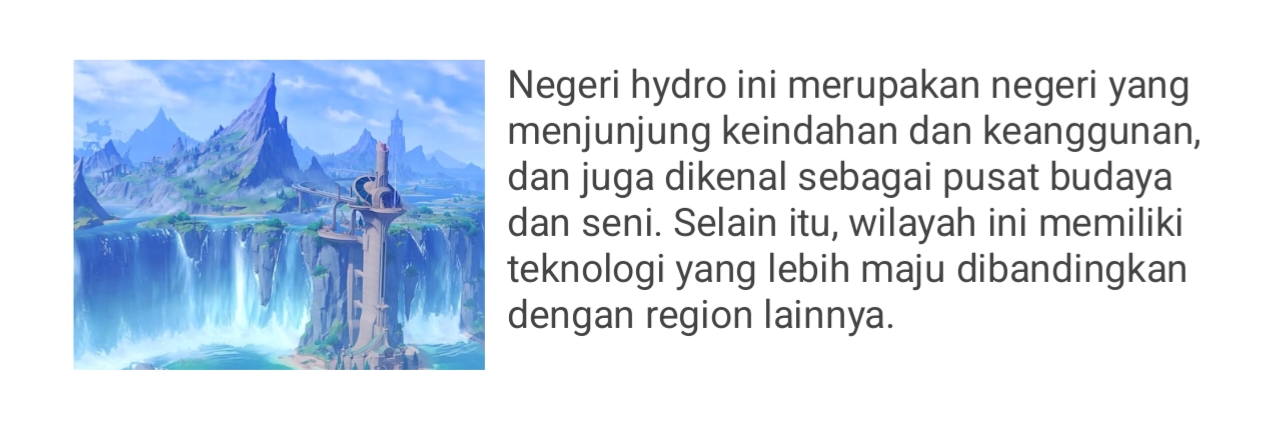 Negeri hydro ini merupakan negeri yang
menjunjung keindahan dan keanggunan,
dan juga dikenal sebagai pusat budaya
dan seni. Selain itu, wilayah ini memiliki
teknologi yang lebih maju dibandingkan
dengan region lainnya.